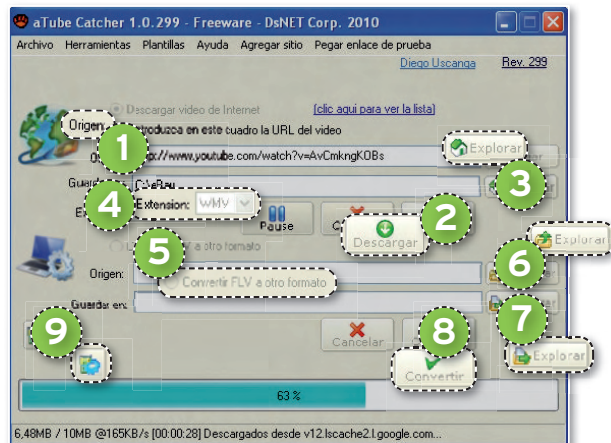 aTube Catcher 1.0.299 - Freeware - DsNET Corp. 2010
Archivo Herramientas Plantillas Ayuda Agregar sitio Pegar enlace de prueba
Diego Uscanga Rev. 299
Descargar video de Internet [clic aqui para ver la lista]
Origen: en este cuadro la URL del video
1
://www.youtube.com/watch?v=AvCmkngKOBs Explorar
3
4 Extension: WMV
Pause
2
Descargar
Explorar
5 a otro formato
Origen: 6
Convertir FLV a otro formato
Guardar en: 7
9 Cancelar 8 Explorar
Convertir
63 %
6,48MB / 10MB @165KB/s [00:00:28] Descargados desde v12.lscache2.l.google.com...